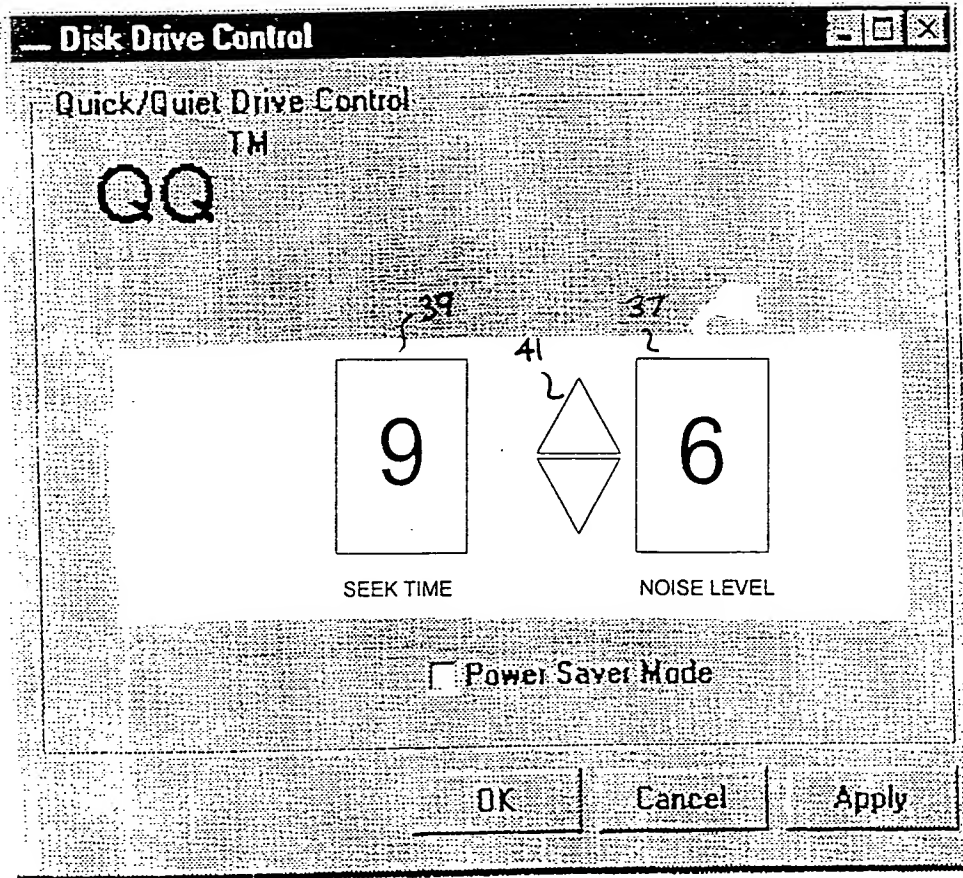 Disk Drive Control
Quick/Quiet Drive Control
TM
QQ
39
37
41
9
6
SEEK TIME
NOISE LEVEL
Power Saver Mode
OK
Cancel
Apply